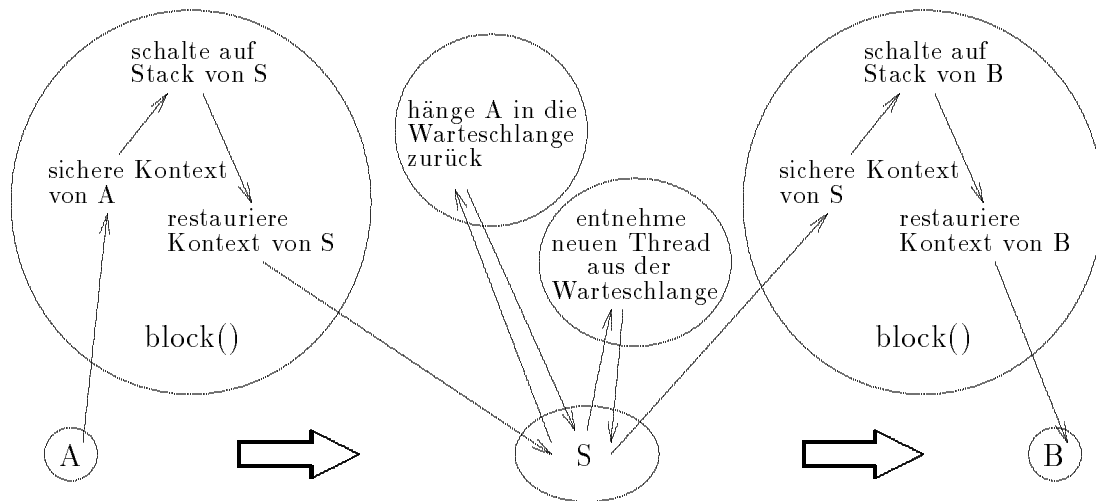 schalte auf
Stack von S
sichere Kontext
von A
restauriere
Kontext von S
block()
A
hänge A in die
Warteschlange
zurück
entnehme
neuen Thread
aus der
Warteschlange
S
schalte auf
Stack von B
sichere Kontext
von S
restauriere
Kontext von B
block()
B